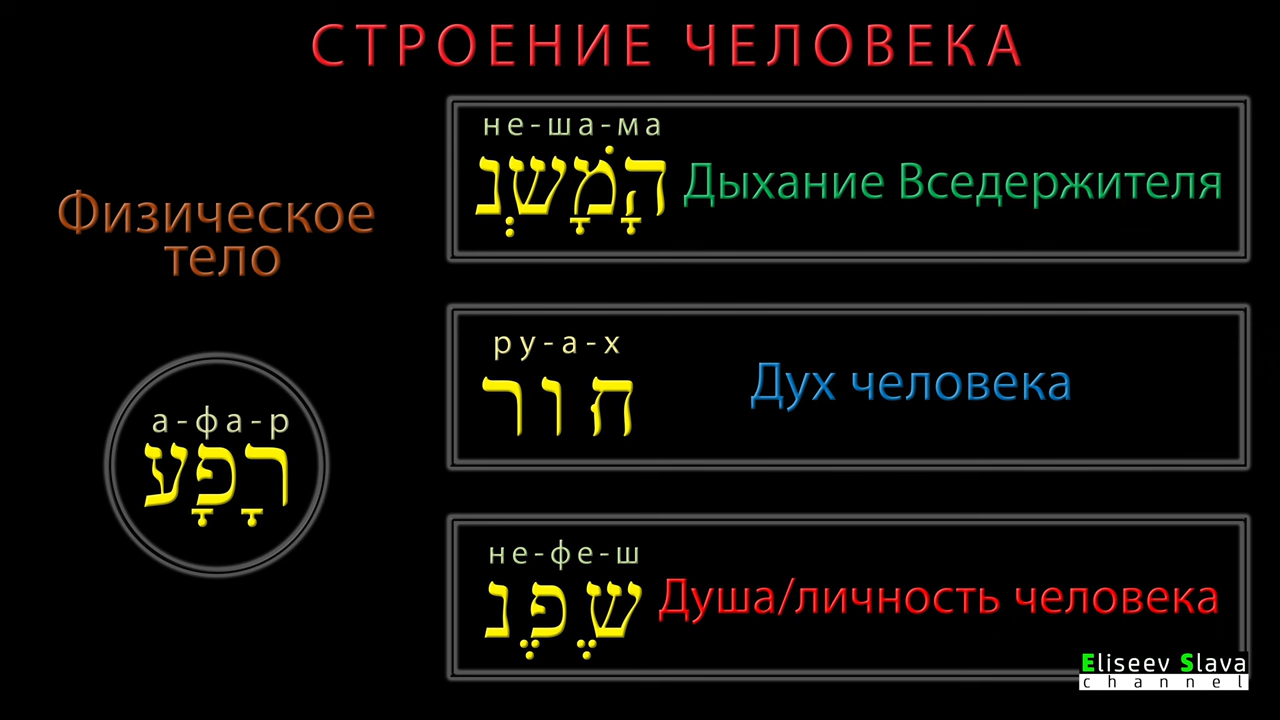 СТРОЕНИЕ ЧЕЛОВЕКА
Физическое
тело
а-фа-р
רָפָע
не-ша-ма
הָמָׁשְנ Дыхание Вседержителя
ру-а-х
חור Дух человека
не-фе-ш
שֶפֶנ Душа/личность человека
Eliseev Slava
channel